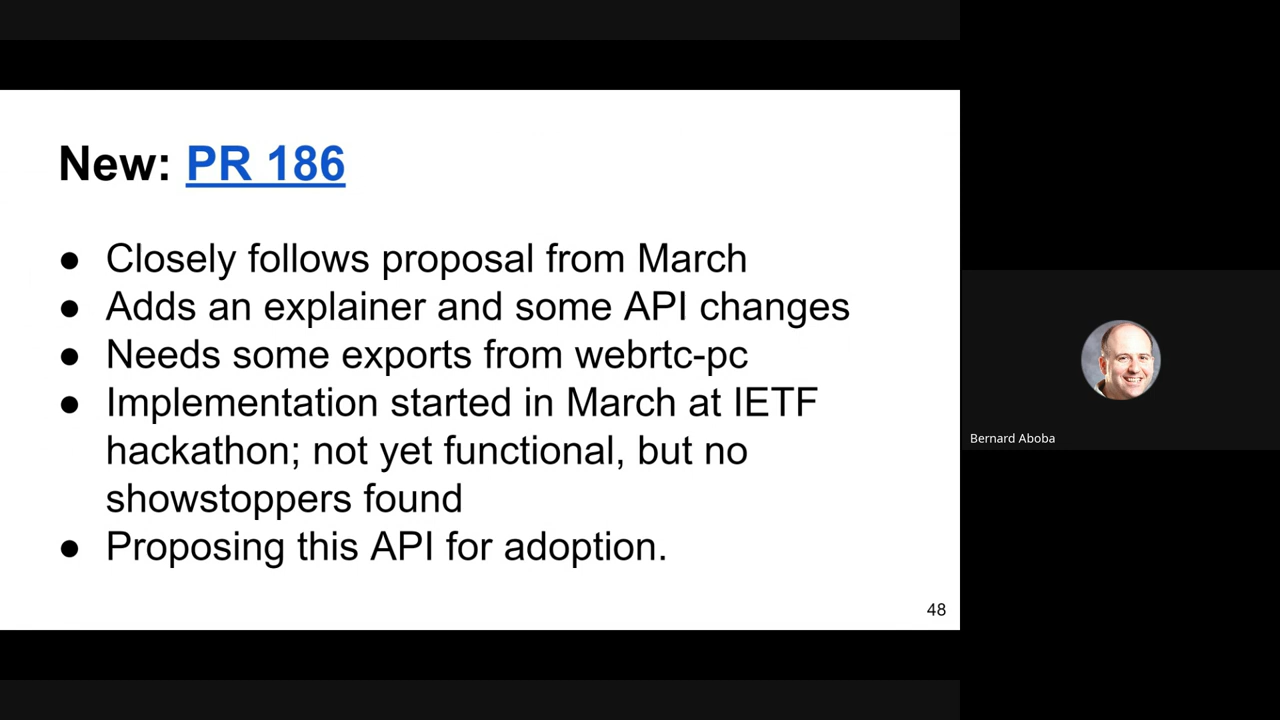 New: PR 186
● Closely follows proposal from March
● Adds an explainer and some API changes
● Needs some exports from webrtc-pc
● Implementation started in March at IETF
hackathon; not yet functional, but no
showstoppers found
● Proposing this API for adoption.
48
Bernard Aboba